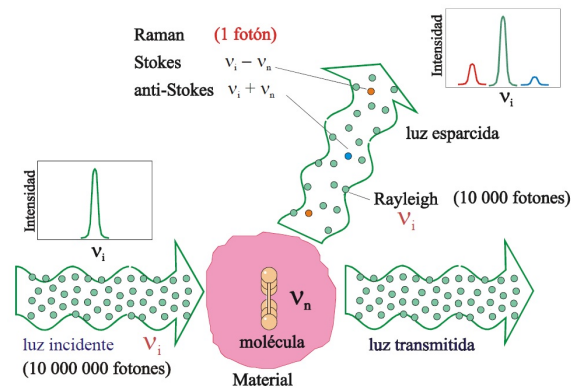 Raman (1 fotón)
Stokes νi − νn
anti-Stokes νi + νn
Intensidad
νi
luz esparcida
Intensidad
νi
Rayleigh (10 000 fotones)
νi
νn
molécula
luz incidente νi
(10 000 000 fotones)
luz transmitida
Material